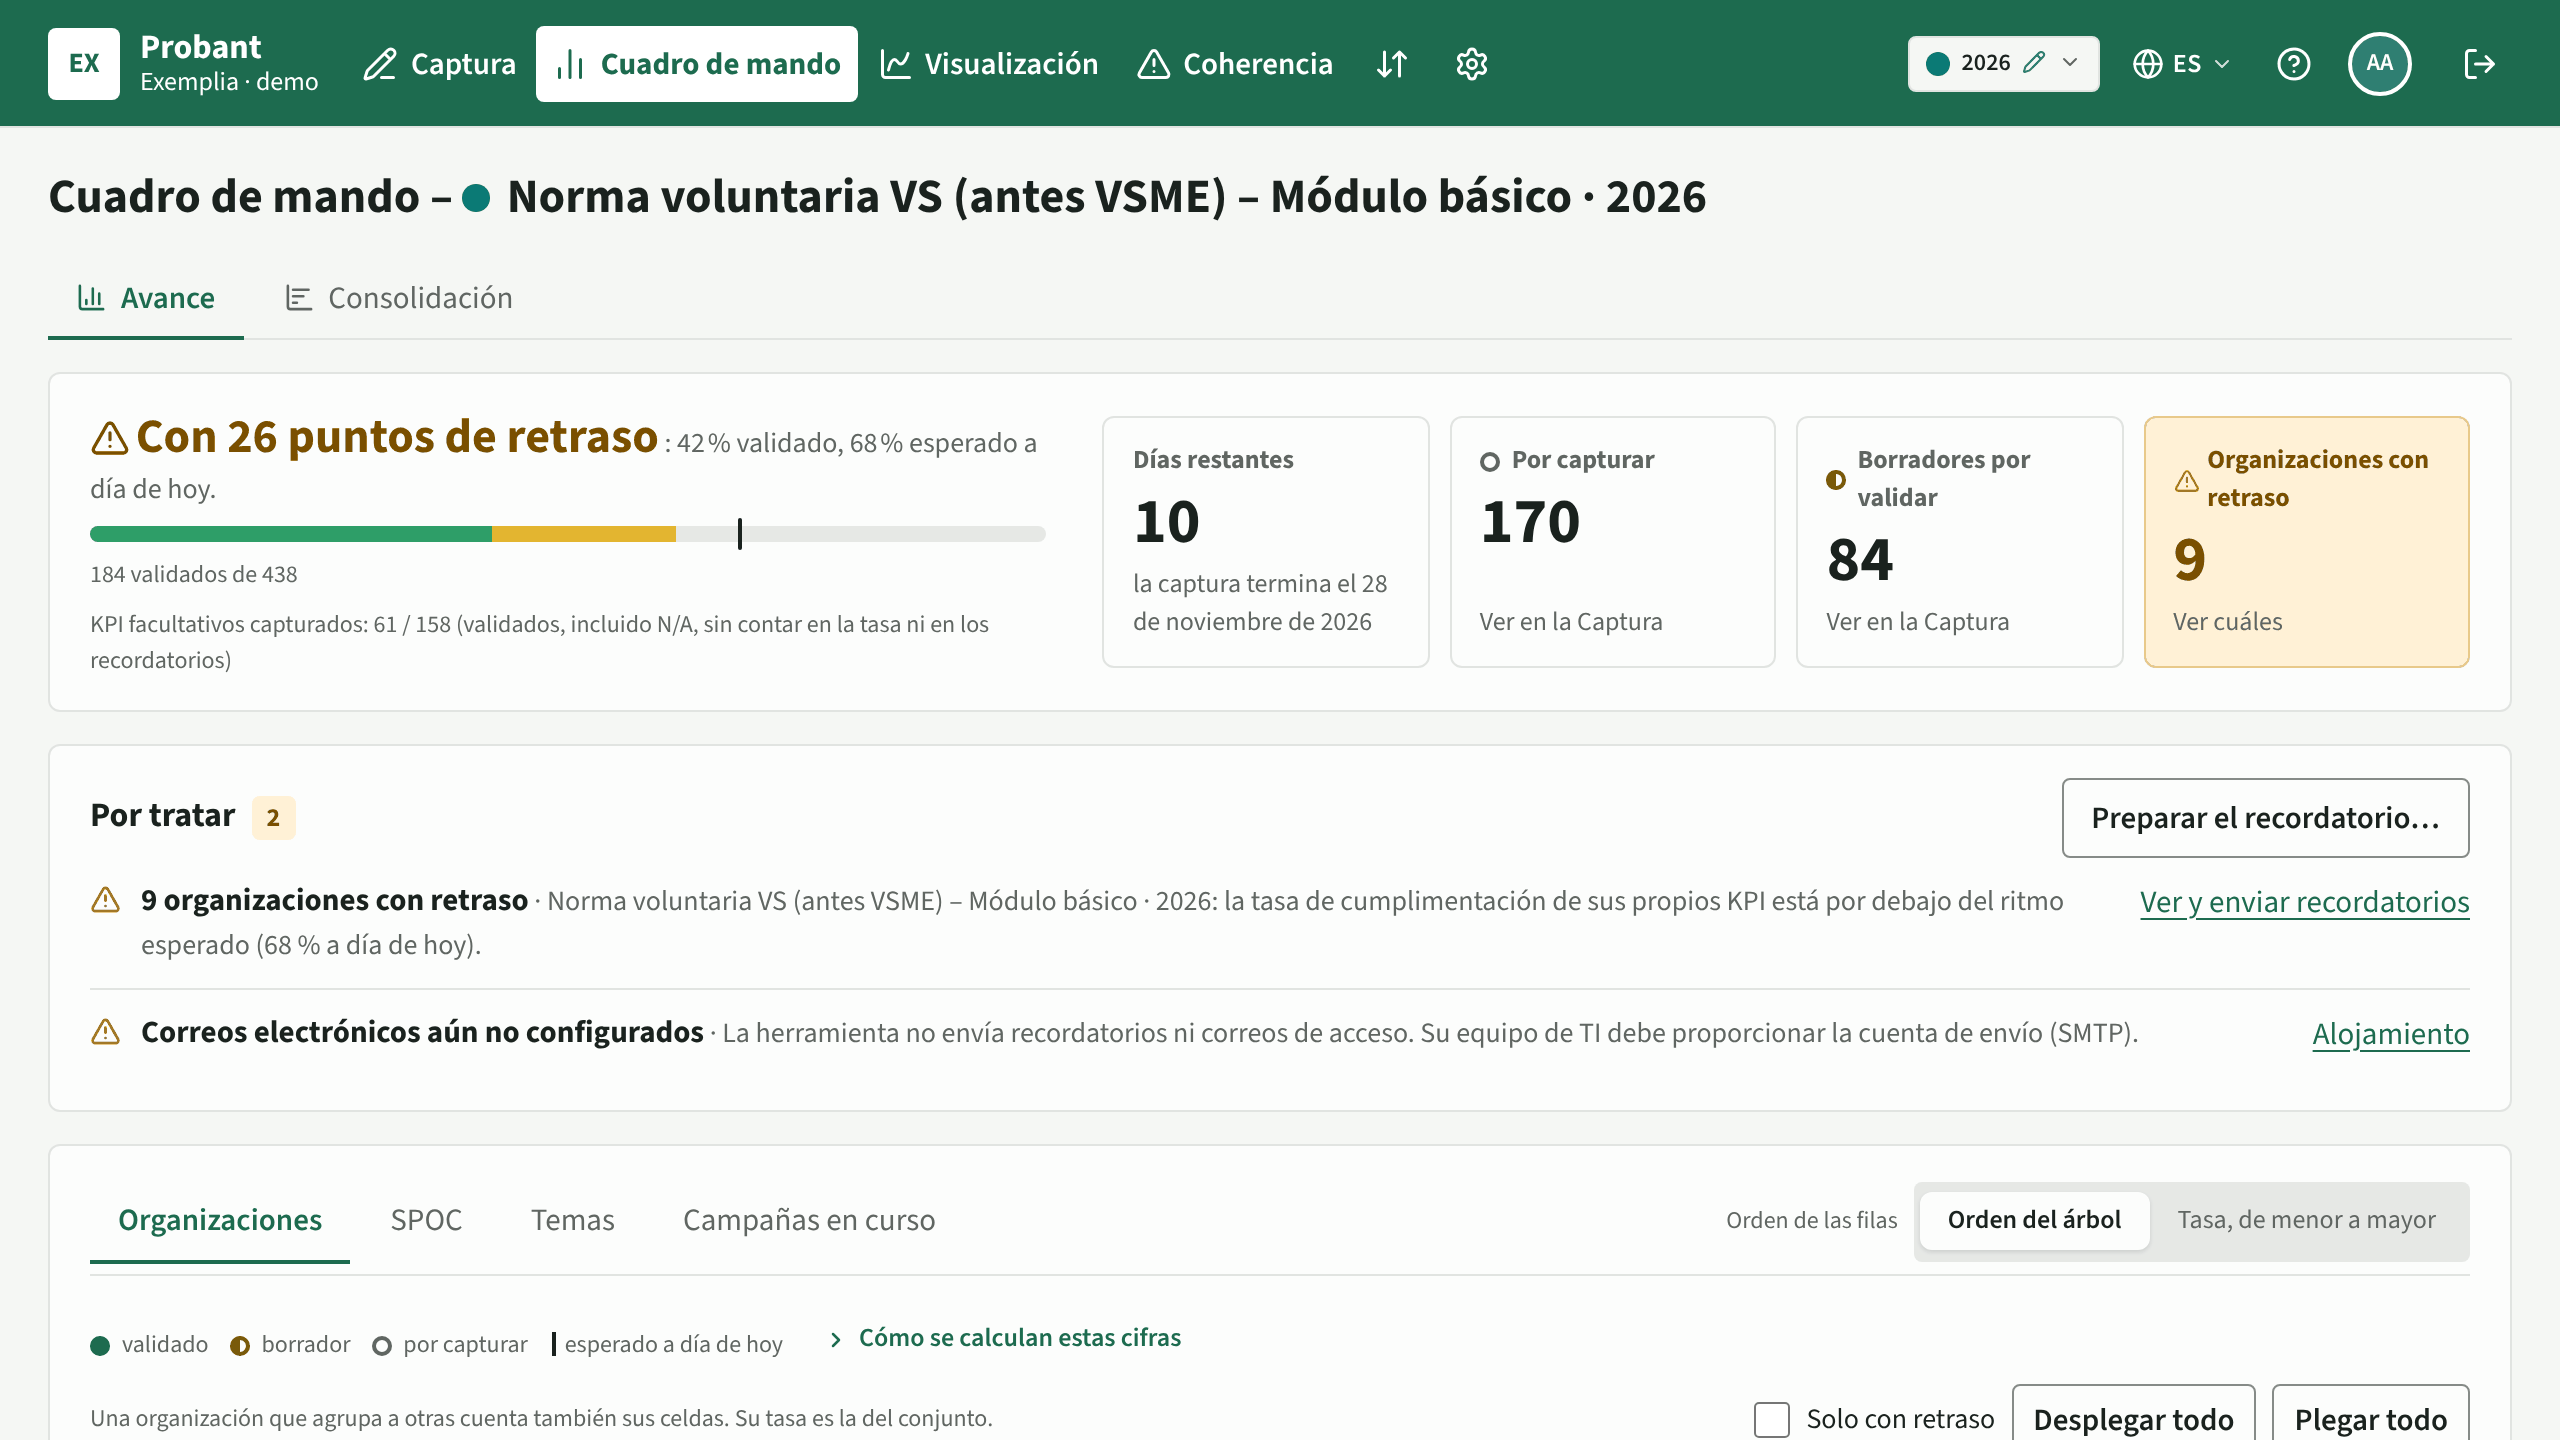 EX
Probant
Exemplia · demo
Captura
Cuadro de mando
Visualización
Coherencia
2026
ES
AA
Cuadro de mando – Norma voluntaria VS (antes VSME) – Módulo básico · 2026
Avance
Consolidación
Con 26 puntos de retraso : 42 % validado, 68 % esperado a
día de hoy.
184 validados de 438
KPI facultativos capturados: 61 / 158 (validados, incluido N/A, sin contar en la tasa ni en los
recordatorios)
Días restantes
10
la captura termina el 28
de noviembre de 2026
Por capturar
170
Ver en la Captura
Borradores por
validar
84
Ver en la Captura
Organizaciones con
retraso
9
Ver cuáles
Por tratar 2
Preparar el recordatorio…
9 organizaciones con retraso · Norma voluntaria VS (antes VSME) – Módulo básico · 2026: la tasa de cumplimentación de sus propios KPI está por debajo del ritmo
esperado (68 % a día de hoy).
Ver y enviar recordatorios
Correos electrónicos aún no configurados · La herramienta no envía recordatorios ni correos de acceso. Su equipo de TI debe proporcionar la cuenta de envío (SMTP).
Alojamiento
Organizaciones
SPOC
Temas
Campañas en curso
Orden de las filas
Orden del árbol
Tasa, de menor a mayor
validado
borrador
por capturar
esperado a día de hoy
Cómo se calculan estas cifras
Una organización que agrupa a otras cuenta también sus celdas. Su tasa es la del conjunto.
Solo con retraso
Desplegar todo
Plegar todo